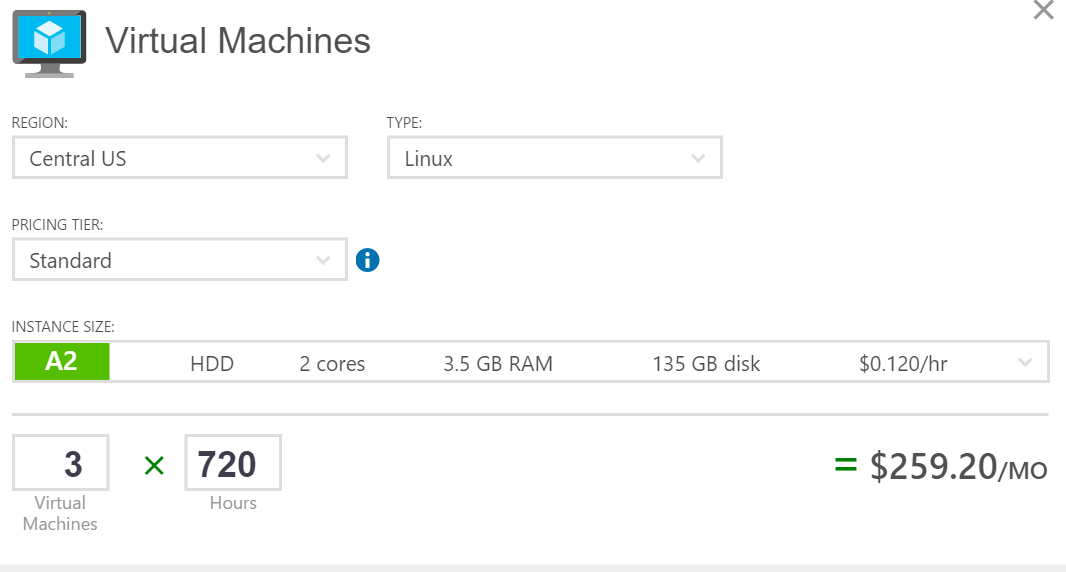 Virtual Machines
REGION: TYPE:
Central US Linux
PRICING TIER:
Standard i
INSTANCE SIZE:
A2 HDD 2 cores 3.5 GB RAM 135 GB disk $0.120/hr
3 × 720 = $259.20/MO
Virtual Hours
Machines